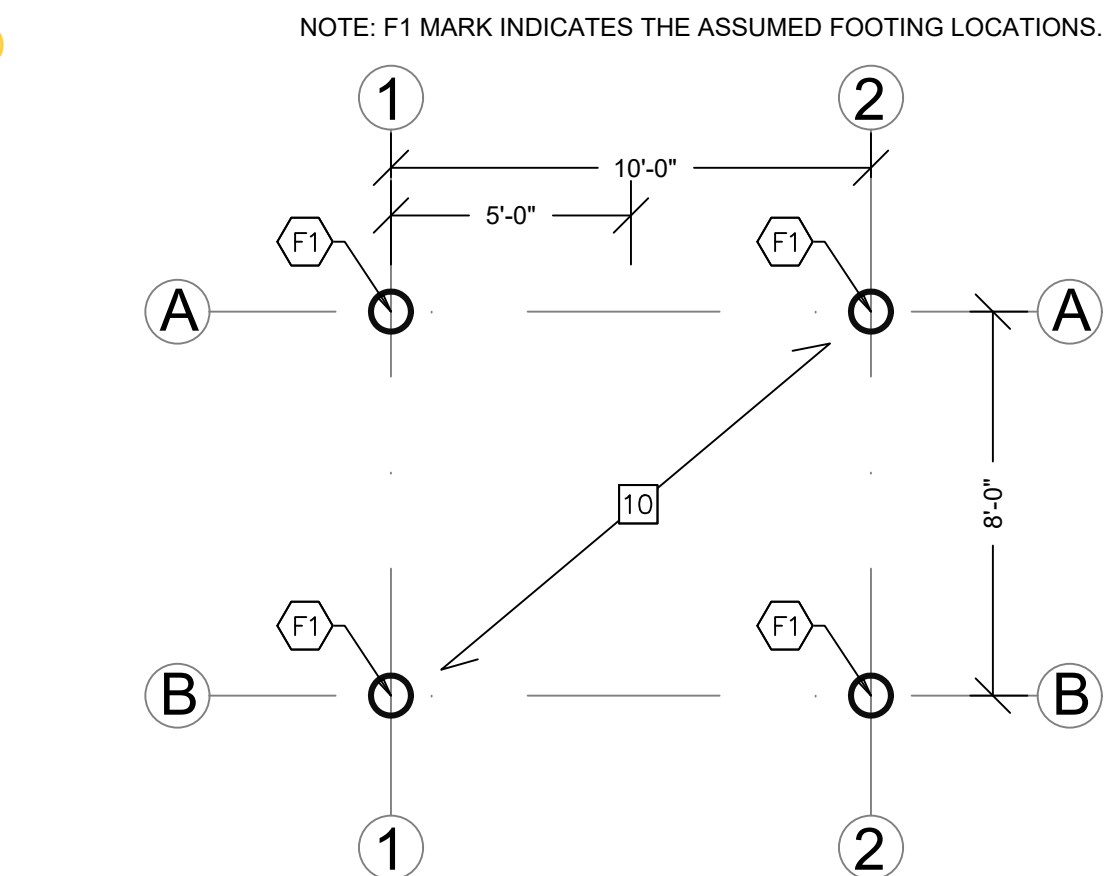 NOTE: F1 MARK INDICATES THE ASSUMED FOOTING LOCATIONS.
1 2
10'-0"
5'-0"
F1 F1
A A
10
8'-0"
F1 F1
B B
1 2